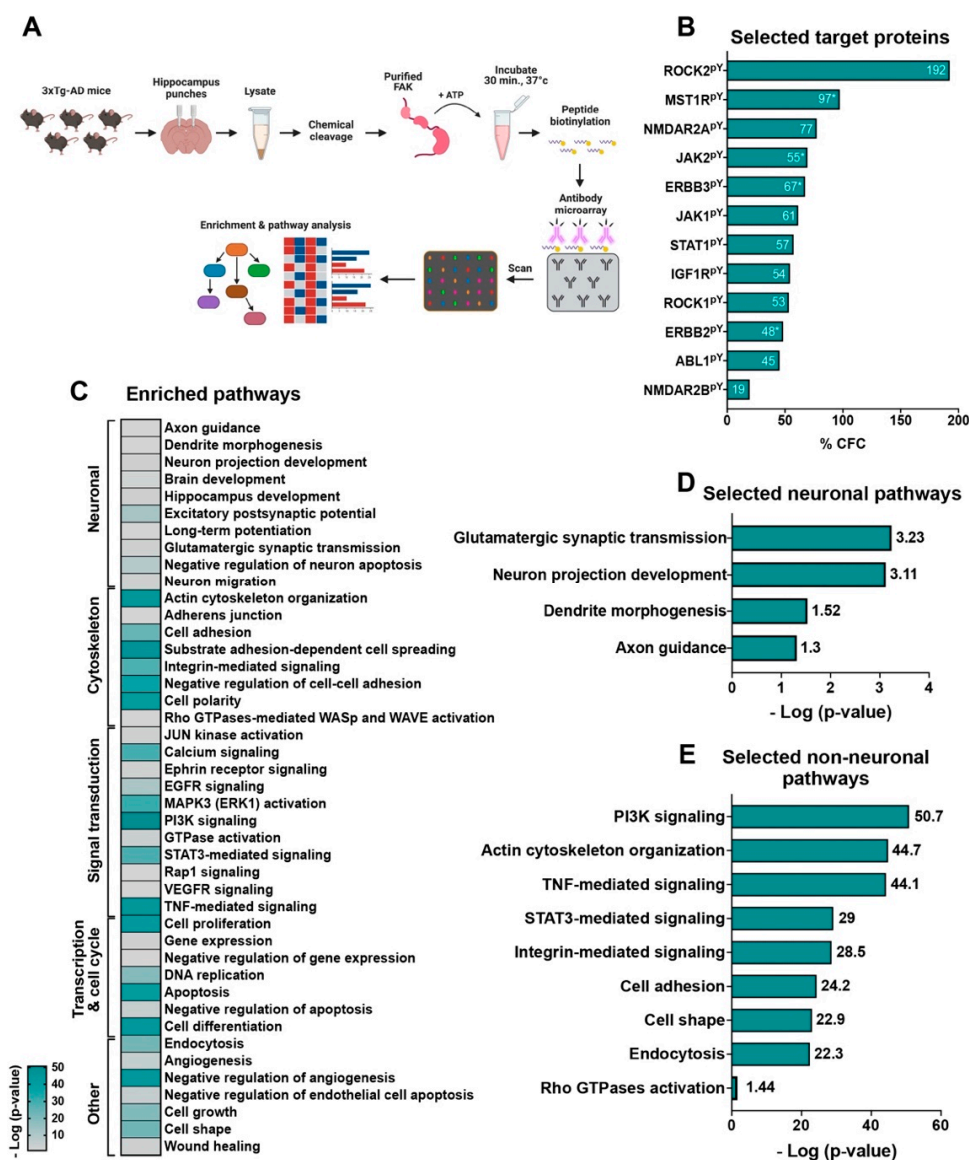 A
3xTg-AD mice
Hippocampus
punches
Lysate
Chemical
cleavage
Purified
FAK
+ ATP
Incubate
30 min., 37°c
Peptide
biotinylation
Antibody
microarray
Scan
Enrichment & pathway analysis
B
Selected target proteins
ROCK2pY 192
MST1RpY 97*
NMDAR2ApY 77
JAK2pY 55*
ERBB3pY 67*
JAK1pY 61
STAT1pY 57
IGF1RpY 54
ROCK1pY 53
ERBB2pY 48*
ABL1pY 45
NMDAR2BpY 19
0 50 100 150 200
% CFC
C
Enriched pathways
Neuronal
Axon guidance
Dendrite morphogenesis
Neuron projection development
Brain development
Hippocampus development
Excitatory postsynaptic potential
Long-term potentiation
Glutamatergic synaptic transmission
Negative regulation of neuron apoptosis
Neuron migration
Cytoskeleton
Actin cytoskeleton organization
Adherens junction
Cell adhesion
Substrate adhesion-dependent cell spreading
Integrin-mediated signaling
Negative regulation of cell-cell adhesion
Cell polarity
Rho GTPases-mediated WASp and WAVE activation
Signal transduction
JUN kinase activation
Calcium signaling
Ephrin receptor signaling
EGFR signaling
MAPK3 (ERK1) activation
PI3K signaling
GTPase activation
STAT3-mediated signaling
Rap1 signaling
VEGFR signaling
TNF-mediated signaling
Transcription
& cell cycle
Cell proliferation
Gene expression
Negative regulation of gene expression
DNA replication
Apoptosis
Negative regulation of apoptosis
Cell differentiation
Other
Endocytosis
Angiogenesis
Negative regulation of angiogenesis
Negative regulation of endothelial cell apoptosis
Cell growth
Cell shape
Wound healing
- Log (p-value)
50
40
30
20
10
D
Selected neuronal pathways
Glutamatergic synaptic transmission 3.23
Neuron projection development 3.11
Dendrite morphogenesis 1.52
Axon guidance 1.3
0 1 2 3 4
- Log (p-value)
E
Selected non-neuronal
pathways
PI3K signaling 50.7
Actin cytoskeleton organization 44.7
TNF-mediated signaling 44.1
STAT3-mediated signaling 29
Integrin-mediated signaling 28.5
Cell adhesion 24.2
Cell shape 22.9
Endocytosis 22.3
Rho GTPases activation 1.44
0 20 40 60
- Log (p-value)